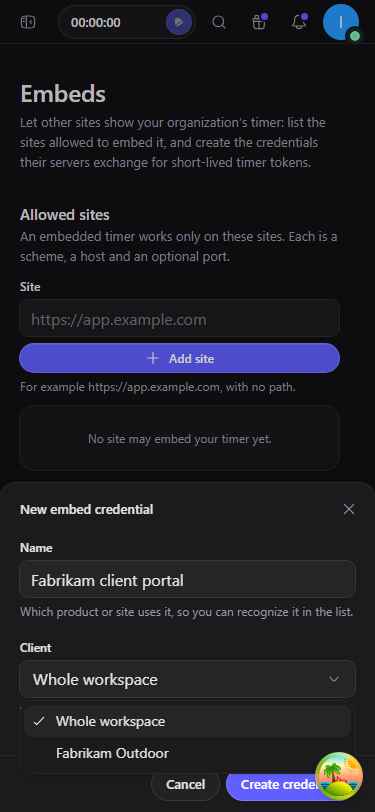 00:00:00
I
Embeds
Let other sites show your organization's timer: list the
sites allowed to embed it, and create the credentials
their servers exchange for short-lived timer tokens.
Allowed sites
An embedded timer works only on these sites. Each is a
scheme, a host and an optional port.
Site
https://app.example.com
Add site
For example https://app.example.com, with no path.
No site may embed your timer yet.
New embed credential
Name
Fabrikam client portal
Which product or site uses it, so you can recognize it in the list.
Client
Whole workspace
Whole workspace
Fabrikam Outdoor
Cancel
Create